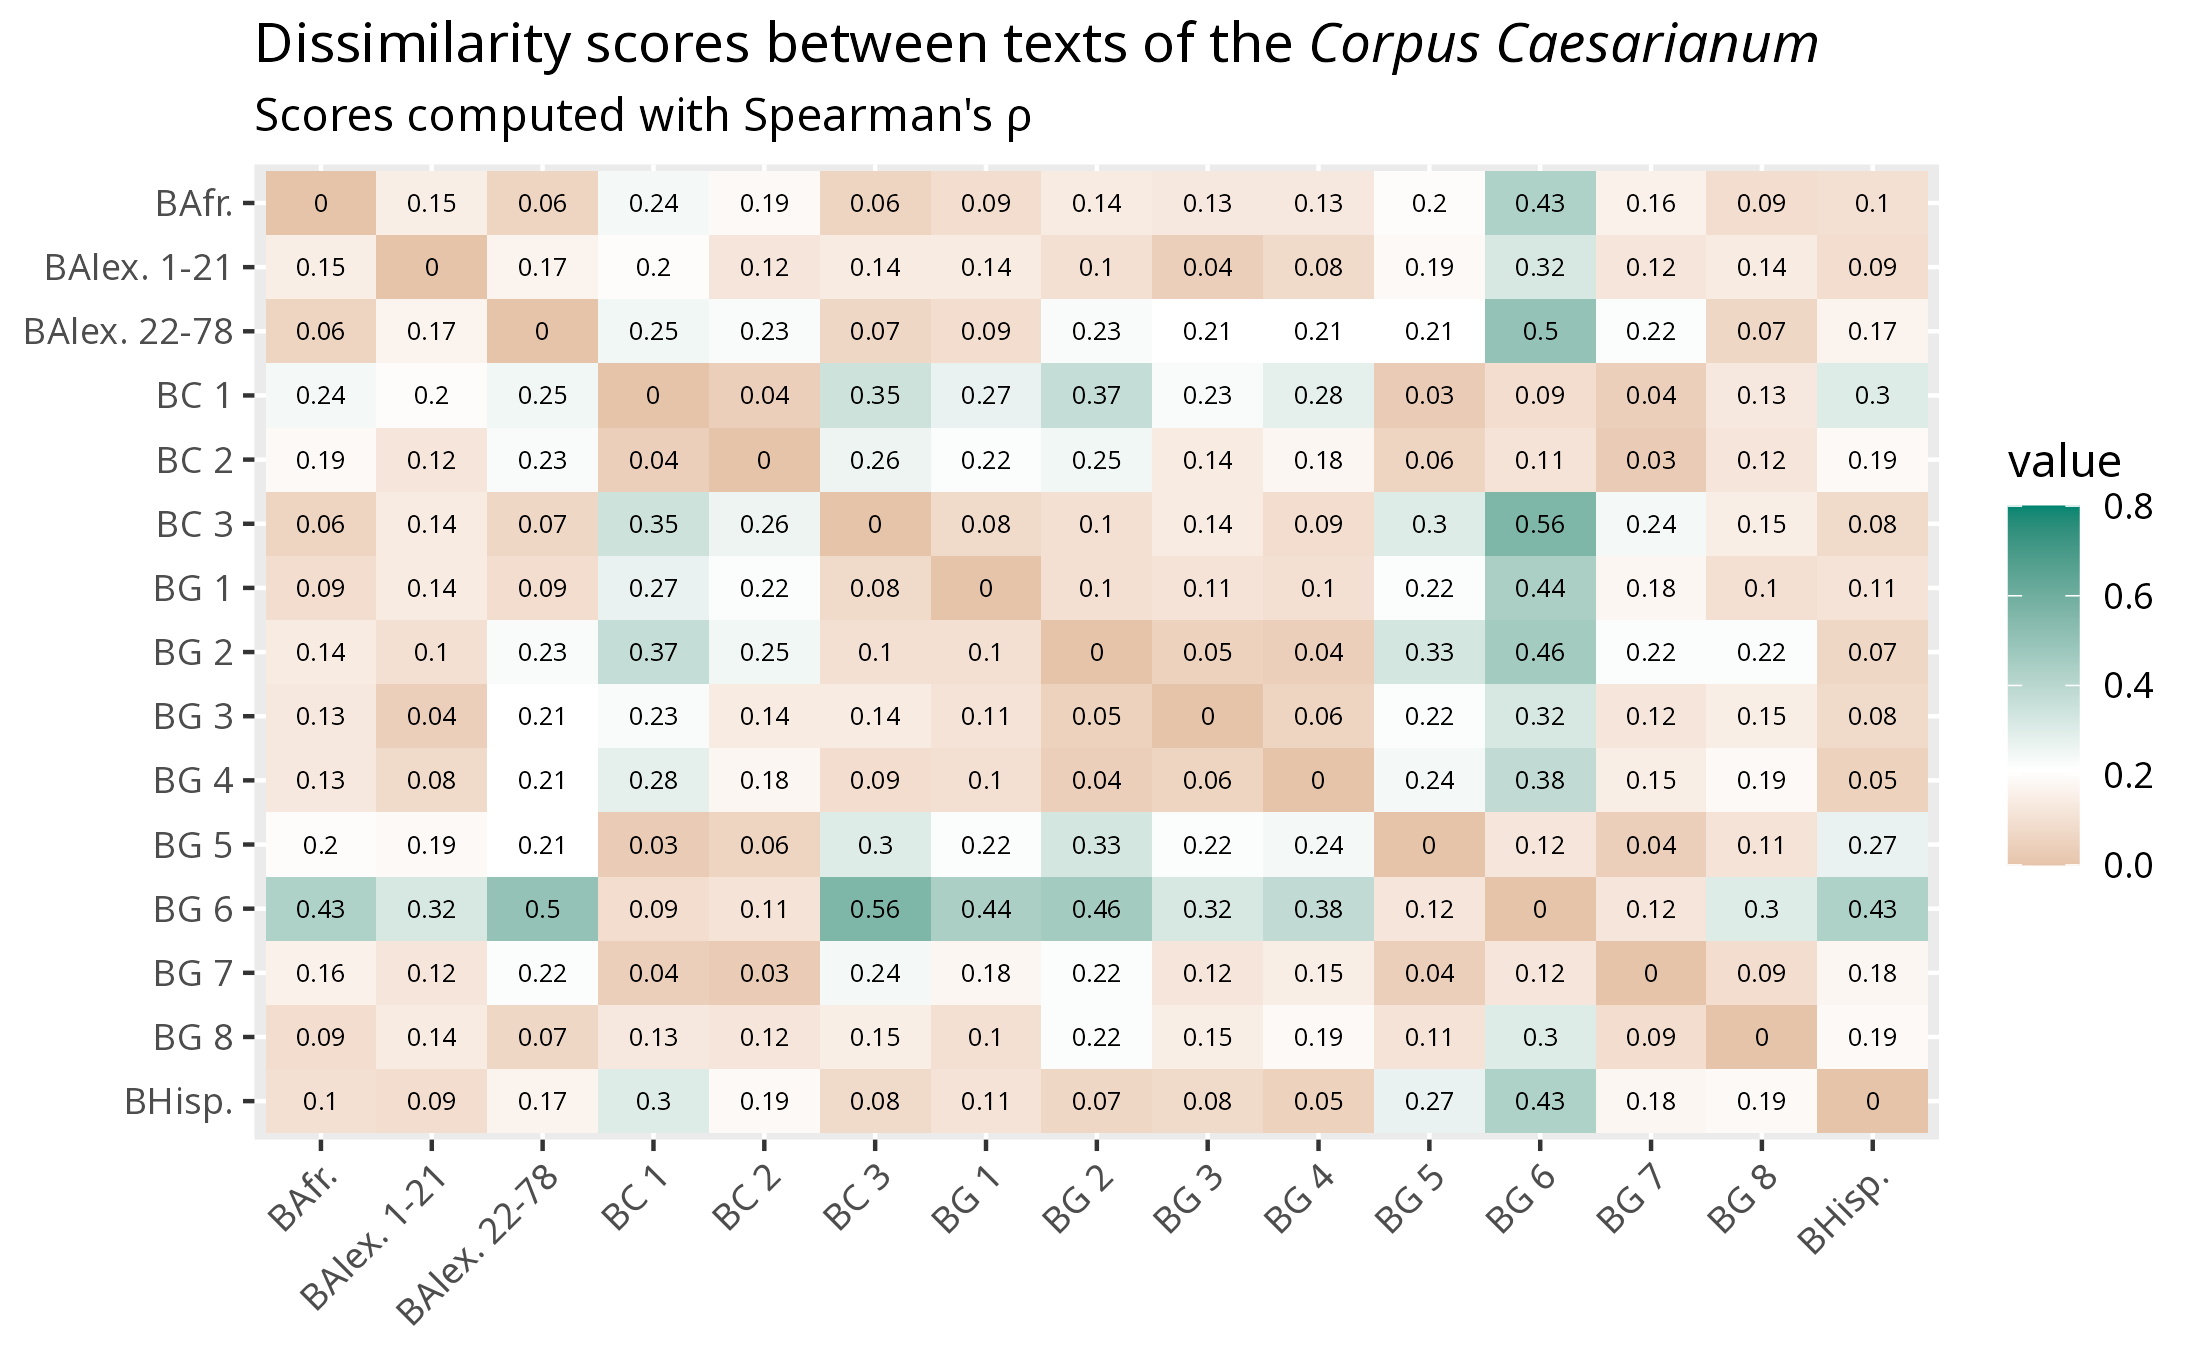 Dissimilarity scores between texts of the Corpus Caesarianum
Scores computed with Spearman's ρ
BAfr. 0 0.15 0.06 0.24 0.19 0.06 0.09 0.14 0.13 0.13 0.2 0.43 0.16 0.09 0.1
BAlex. 1-21 0.15 0 0.17 0.2 0.12 0.14 0.14 0.1 0.04 0.08 0.19 0.32 0.12 0.14 0.09
BAlex. 22-78 0.06 0.17 0 0.25 0.23 0.07 0.09 0.23 0.21 0.21 0.21 0.5 0.22 0.07 0.17
BC 1 0.24 0.2 0.25 0 0.04 0.35 0.27 0.37 0.23 0.28 0.03 0.09 0.04 0.13 0.3
BC 2 0.19 0.12 0.23 0.04 0 0.26 0.22 0.25 0.14 0.18 0.06 0.11 0.03 0.12 0.19
BC 3 0.06 0.14 0.07 0.35 0.26 0 0.08 0.1 0.14 0.09 0.3 0.56 0.24 0.15 0.08
BG 1 0.09 0.14 0.09 0.27 0.22 0.08 0 0.1 0.11 0.1 0.22 0.44 0.18 0.1 0.11
BG 2 0.14 0.1 0.23 0.37 0.25 0.1 0.1 0 0.05 0.04 0.33 0.46 0.22 0.22 0.07
BG 3 0.13 0.04 0.21 0.23 0.14 0.14 0.11 0.05 0 0.06 0.22 0.32 0.12 0.15 0.08
BG 4 0.13 0.08 0.21 0.28 0.18 0.09 0.1 0.04 0.06 0 0.24 0.38 0.15 0.19 0.05
BG 5 0.2 0.19 0.21 0.03 0.06 0.3 0.22 0.33 0.22 0.24 0 0.12 0.04 0.11 0.27
BG 6 0.43 0.32 0.5 0.09 0.11 0.56 0.44 0.46 0.32 0.38 0.12 0 0.12 0.3 0.43
BG 7 0.16 0.12 0.22 0.04 0.03 0.24 0.18 0.22 0.12 0.15 0.04 0.12 0 0.09 0.18
BG 8 0.09 0.14 0.07 0.13 0.12 0.15 0.1 0.22 0.15 0.19 0.11 0.3 0.09 0 0.19
BHisp. 0.1 0.09 0.17 0.3 0.19 0.08 0.11 0.07 0.08 0.05 0.27 0.43 0.18 0.19 0
BAfr. BAlex. 1-21 BAlex. 22-78 BC 1 BC 2 BC 3 BG 1 BG 2 BG 3 BG 4 BG 5 BG 6 BG 7 BG 8 BHisp.
value
0.8
0.6
0.4
0.2
0.0